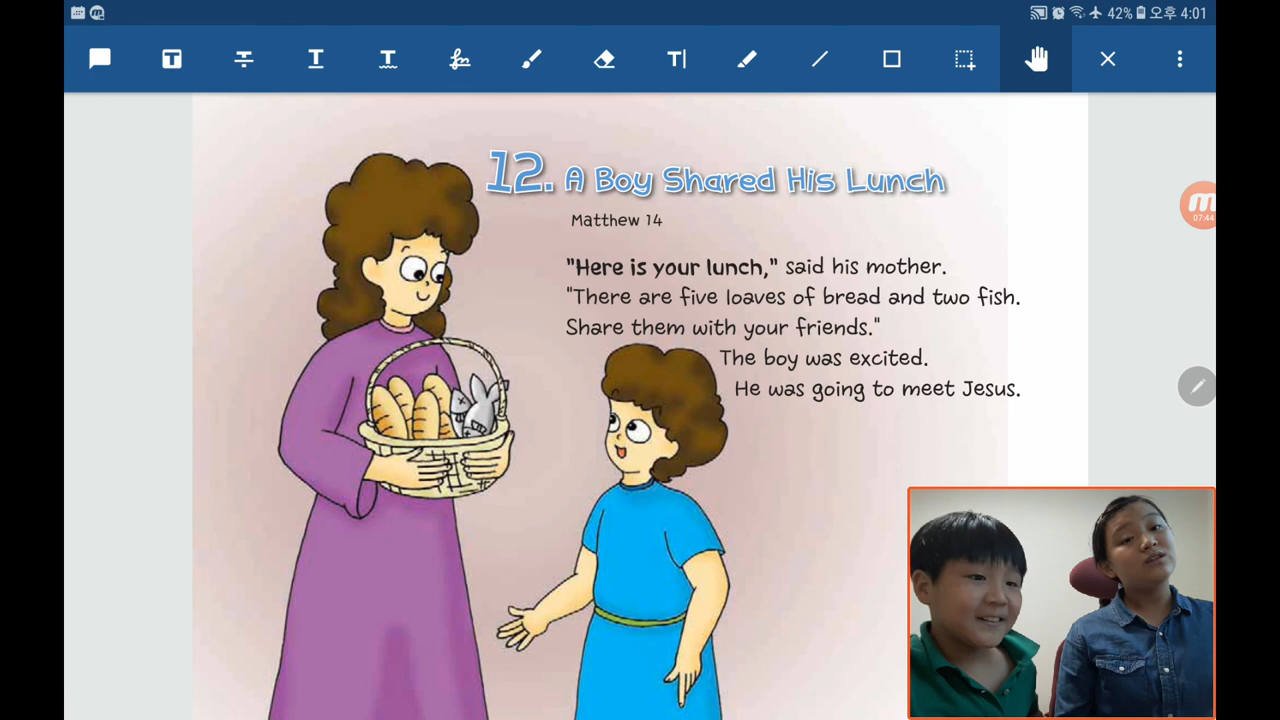 42% 오후 4:01
12. A Boy Shared His Lunch
Matthew 14
"Here is your lunch," said his mother.
"There are five loaves of bread and two fish.
Share them with your friends."
The boy was excited.
He was going to meet Jesus.
07:44